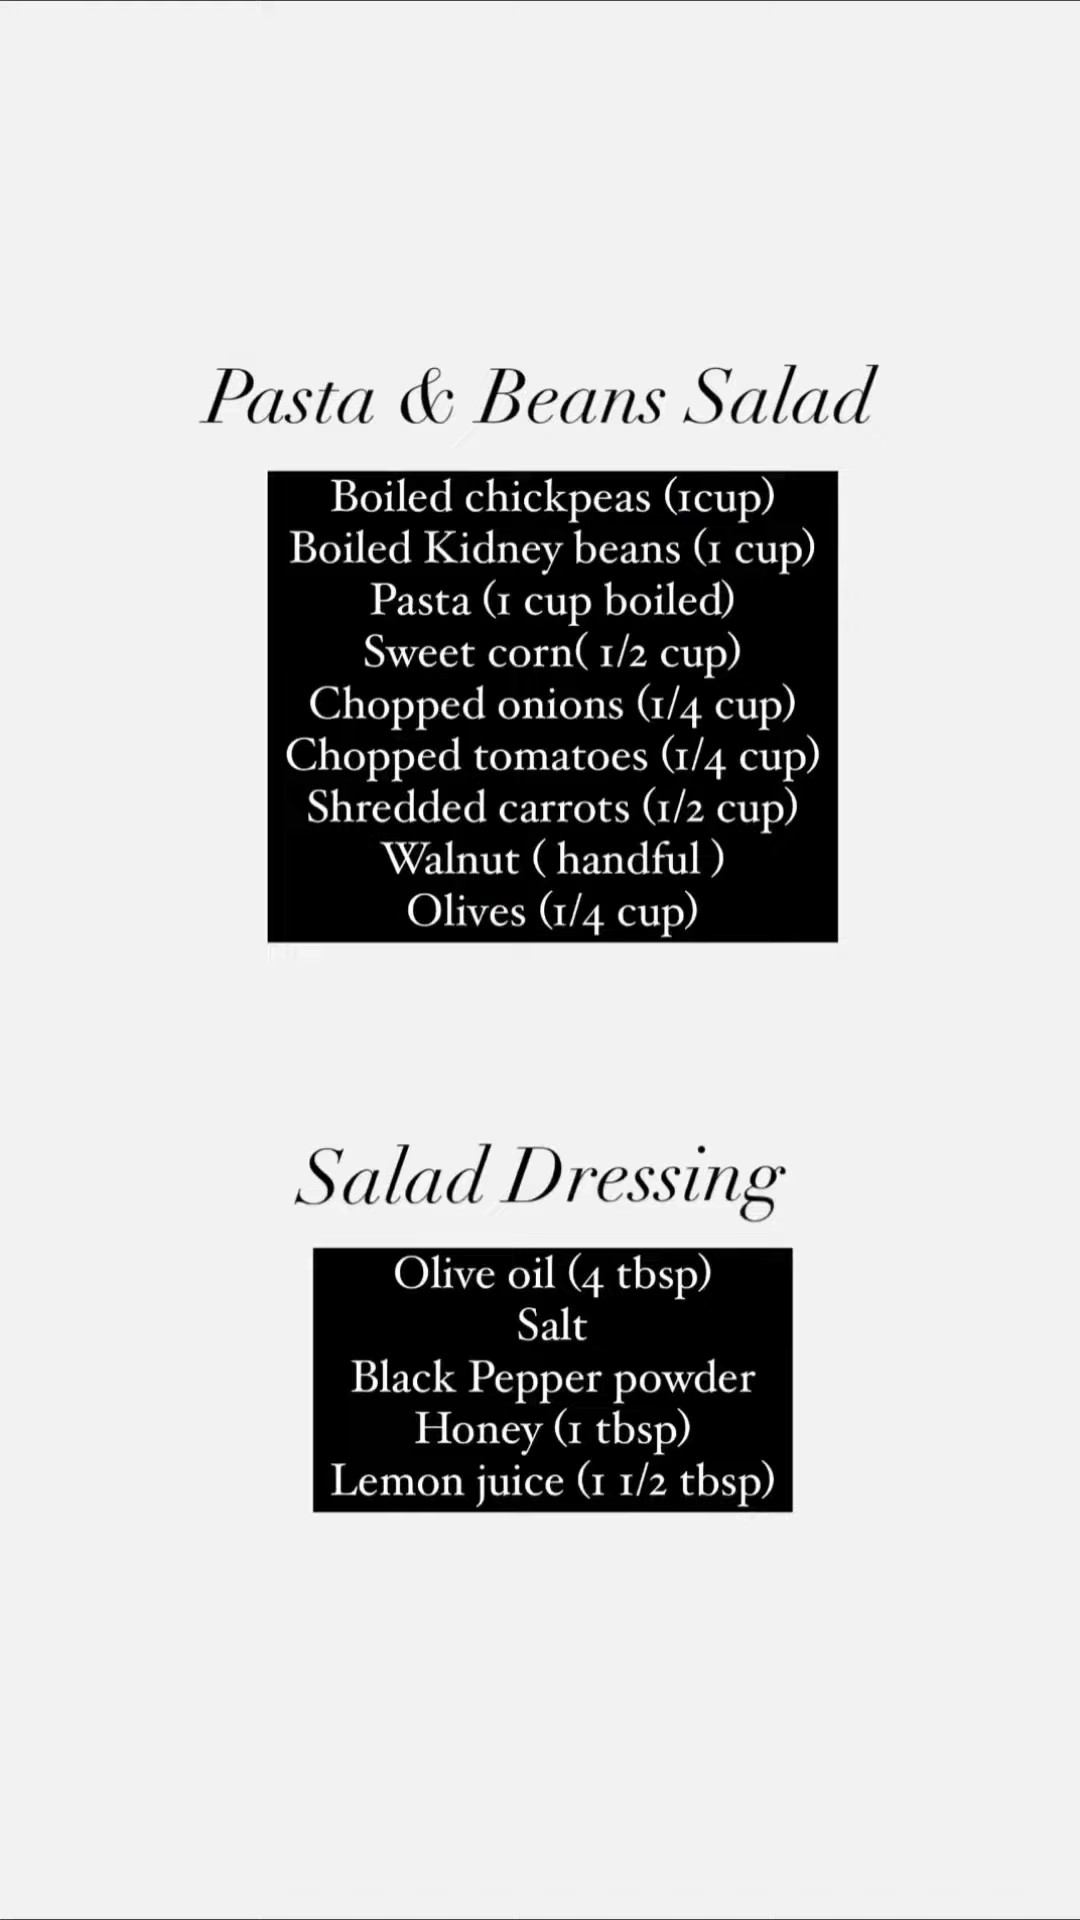 Pasta & Beans Salad
Boiled chickpeas (1cup)
Boiled Kidney beans (1 cup)
Pasta (1 cup boiled)
Sweet corn( 1/2 cup)
Chopped onions (1/4 cup)
Chopped tomatoes (1/4 cup)
Shredded carrots (1/2 cup)
Walnut ( handful )
Olives (1/4 cup)
Salad Dressing
Olive oil (4 tbsp)
Salt
Black Pepper powder
Honey (1 tbsp)
Lemon juice (1 1/2 tbsp)